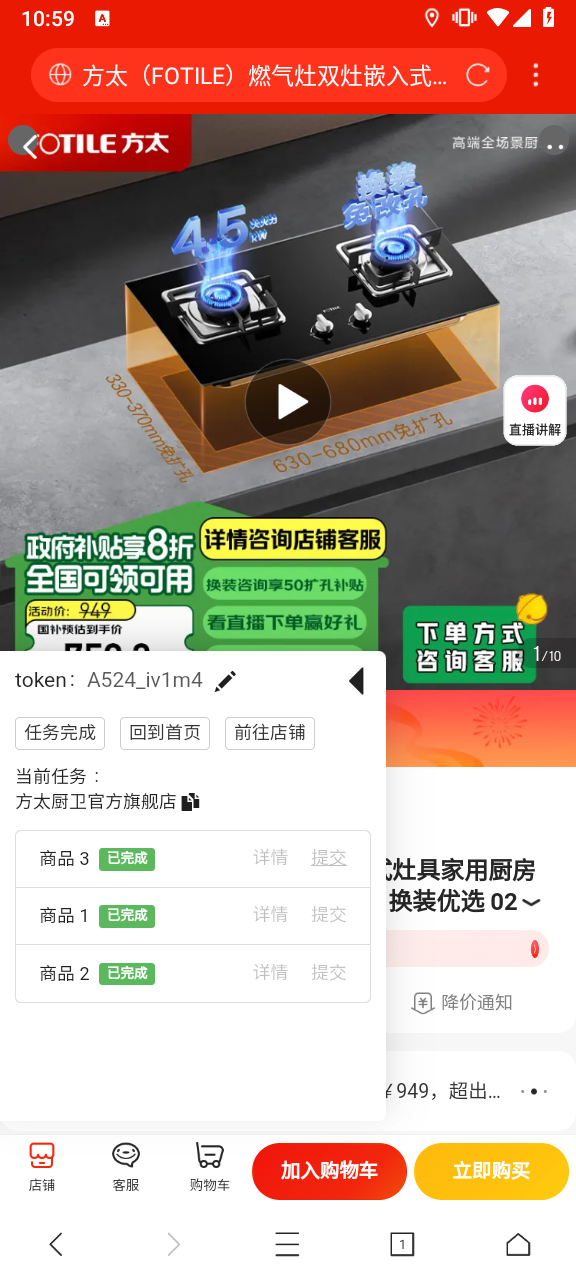 10:59
A
方太（FOTILE）燃气灶双灶嵌入式...
FOTILE 方太
高端全场景厨
4.5
kW
换装
免改孔
330-370mm免扩孔
630-680mm免扩孔
直播讲解
政府补贴享8折
全国可领可用
详情咨询店铺客服
换装咨询享50扩孔补贴
活动价: 949
国补预估到手价
看直播下单赢好礼
下单方式
咨询客服
1/10
token: A524_iv1m4
任务完成
回到首页
前往店铺
当前任务：
方太厨卫官方旗舰店
商品 3 已完成 详情 提交
商品 1 已完成 详情 提交
商品 2 已完成 详情 提交
式灶具家用厨房
换装优选 02
降价通知
¥949，超出...
店铺
客服
购物车
加入购物车
立即购买
1